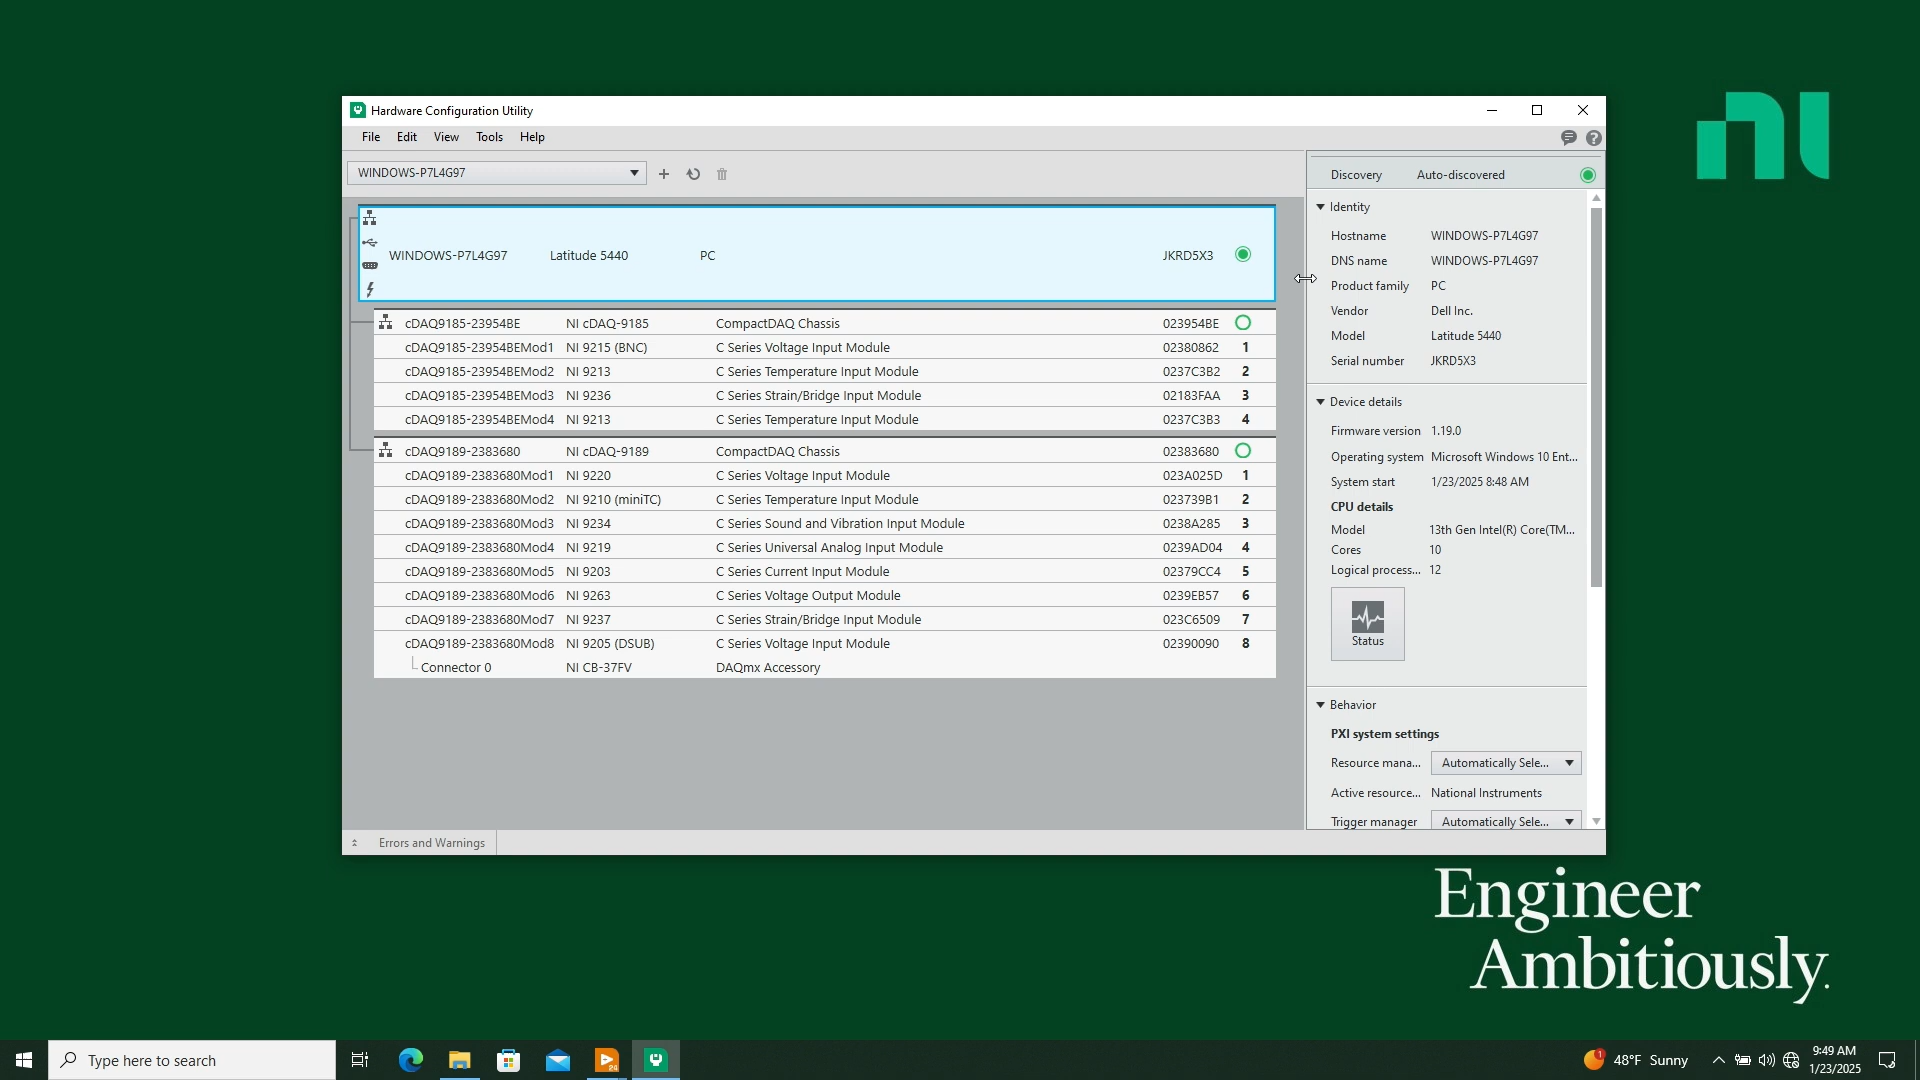 Hardware Configuration Utility
File Edit View Tools Help
WINDOWS-P7L4G97
WINDOWS-P7L4G97 Latitude 5440 PC JKRD5X3
cDAQ9185-23954BE NI cDAQ-9185 CompactDAQ Chassis 023954BE
cDAQ9185-23954BEMod1 NI 9215 (BNC) C Series Voltage Input Module 02380862 1
cDAQ9185-23954BEMod2 NI 9213 C Series Temperature Input Module 0237C3B2 2
cDAQ9185-23954BEMod3 NI 9236 C Series Strain/Bridge Input Module 02183FAA 3
cDAQ9185-23954BEMod4 NI 9213 C Series Temperature Input Module 0237C3B3 4
cDAQ9189-2383680 NI cDAQ-9189 CompactDAQ Chassis 02383680
cDAQ9189-2383680Mod1 NI 9220 C Series Voltage Input Module 023A025D 1
cDAQ9189-2383680Mod2 NI 9210 (miniTC) C Series Temperature Input Module 023739B1 2
cDAQ9189-2383680Mod3 NI 9234 C Series Sound and Vibration Input Module 0238A285 3
cDAQ9189-2383680Mod4 NI 9219 C Series Universal Analog Input Module 0239AD04 4
cDAQ9189-2383680Mod5 NI 9203 C Series Current Input Module 02379CC4 5
cDAQ9189-2383680Mod6 NI 9263 C Series Voltage Output Module 0239EB57 6
cDAQ9189-2383680Mod7 NI 9237 C Series Strain/Bridge Input Module 023C6509 7
cDAQ9189-2383680Mod8 NI 9205 (DSUB) C Series Voltage Input Module 02390090 8
Connector 0 NI CB-37FV DAQmx Accessory
Errors and Warnings
Discovery Auto-discovered
Identity
Hostname WINDOWS-P7L4G97
DNS name WINDOWS-P7L4G97
Product family PC
Vendor Dell Inc.
Model Latitude 5440
Serial number JKRD5X3
Device details
Firmware version 1.19.0
Operating system Microsoft Windows 10 Ent...
System start 1/23/2025 8:48 AM
CPU details
Model 13th Gen Intel(R) Core(TM...
Cores 10
Logical process... 12
Status
Behavior
PXI system settings
Resource mana... Automatically Sele...
Active resource... National Instruments
Trigger manager Automatically Sele...
ni
Engineer
Ambitiously.
Type here to search
24
1
48°F Sunny
9:49 AM
1/23/2025